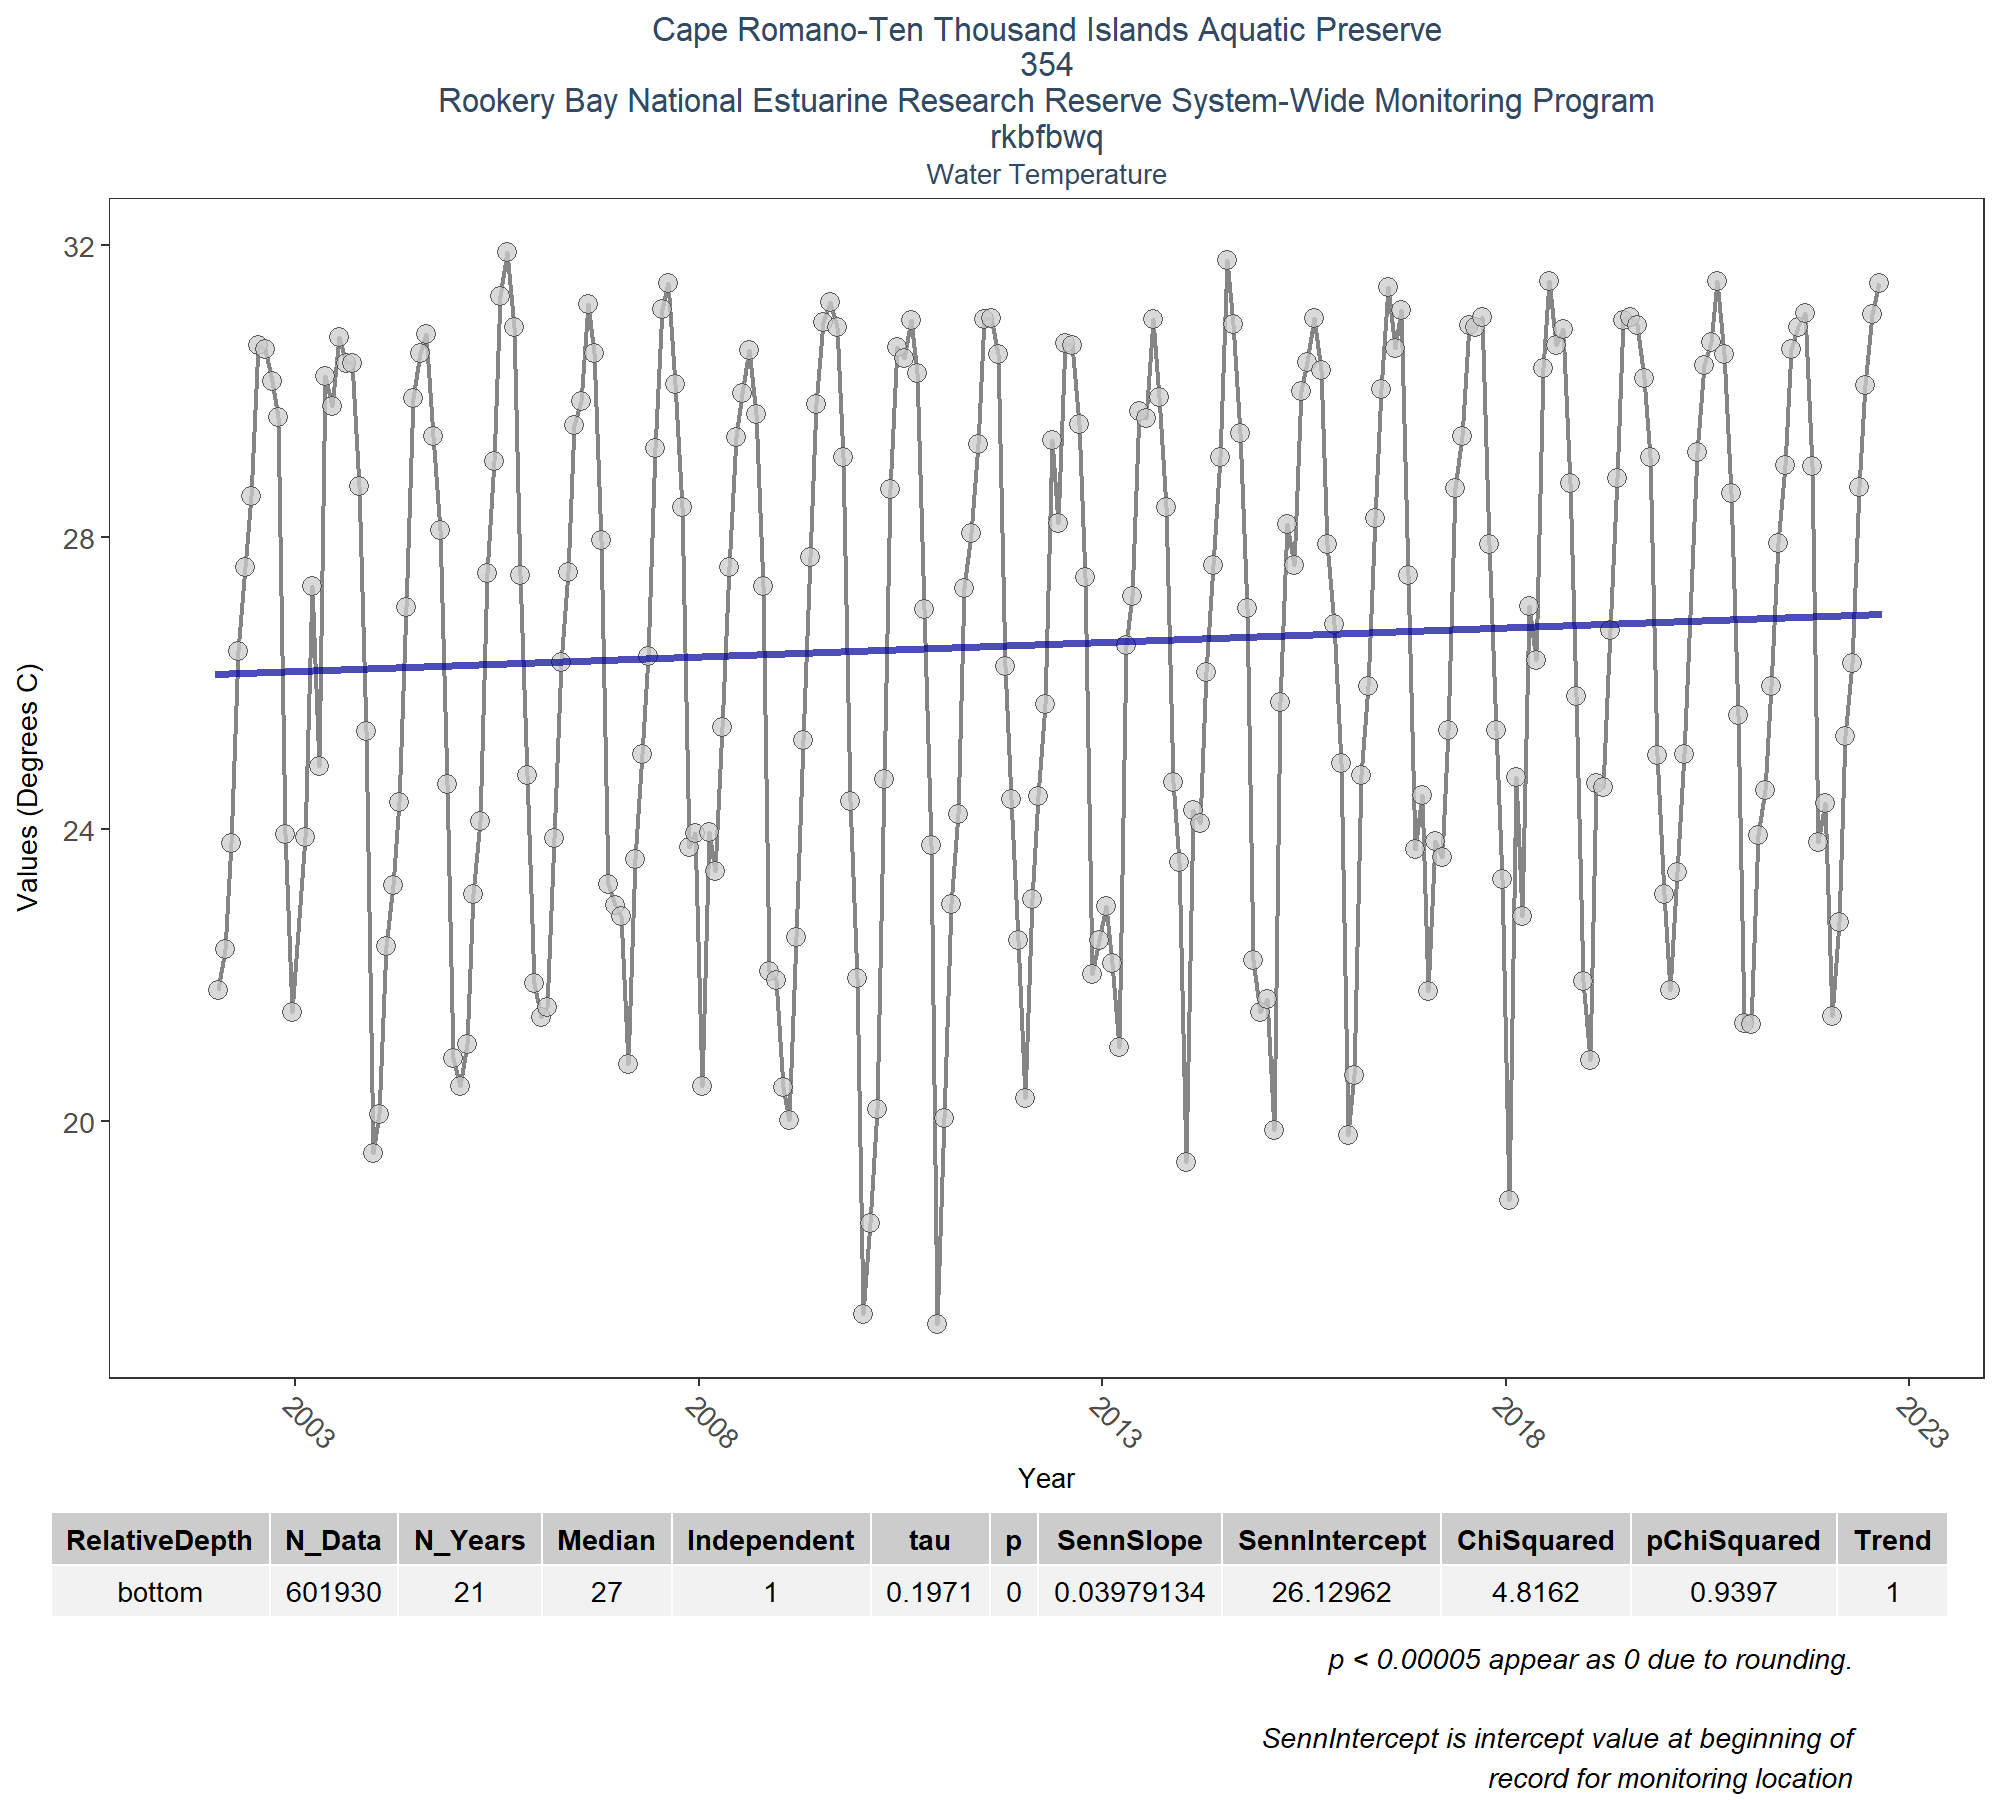 Cape Romano-Ten Thousand Islands Aquatic Preserve
354
Rookery Bay National Estuarine Research Reserve System-Wide Monitoring Program
rkbfbwq
Water Temperature
32
28
24
20
Values (Degrees C)
2003 2008 2013 2018 2023
Year
RelativeDepth N_Data N_Years Median Independent tau p SennSlope SennIntercept ChiSquared pChiSquared Trend
bottom 601930 21 27 1 0.1971 0 0.03979134 26.12962 4.8162 0.9397 1
p < 0.00005 appear as 0 due to rounding.
SennIntercept is intercept value at beginning of
record for monitoring location